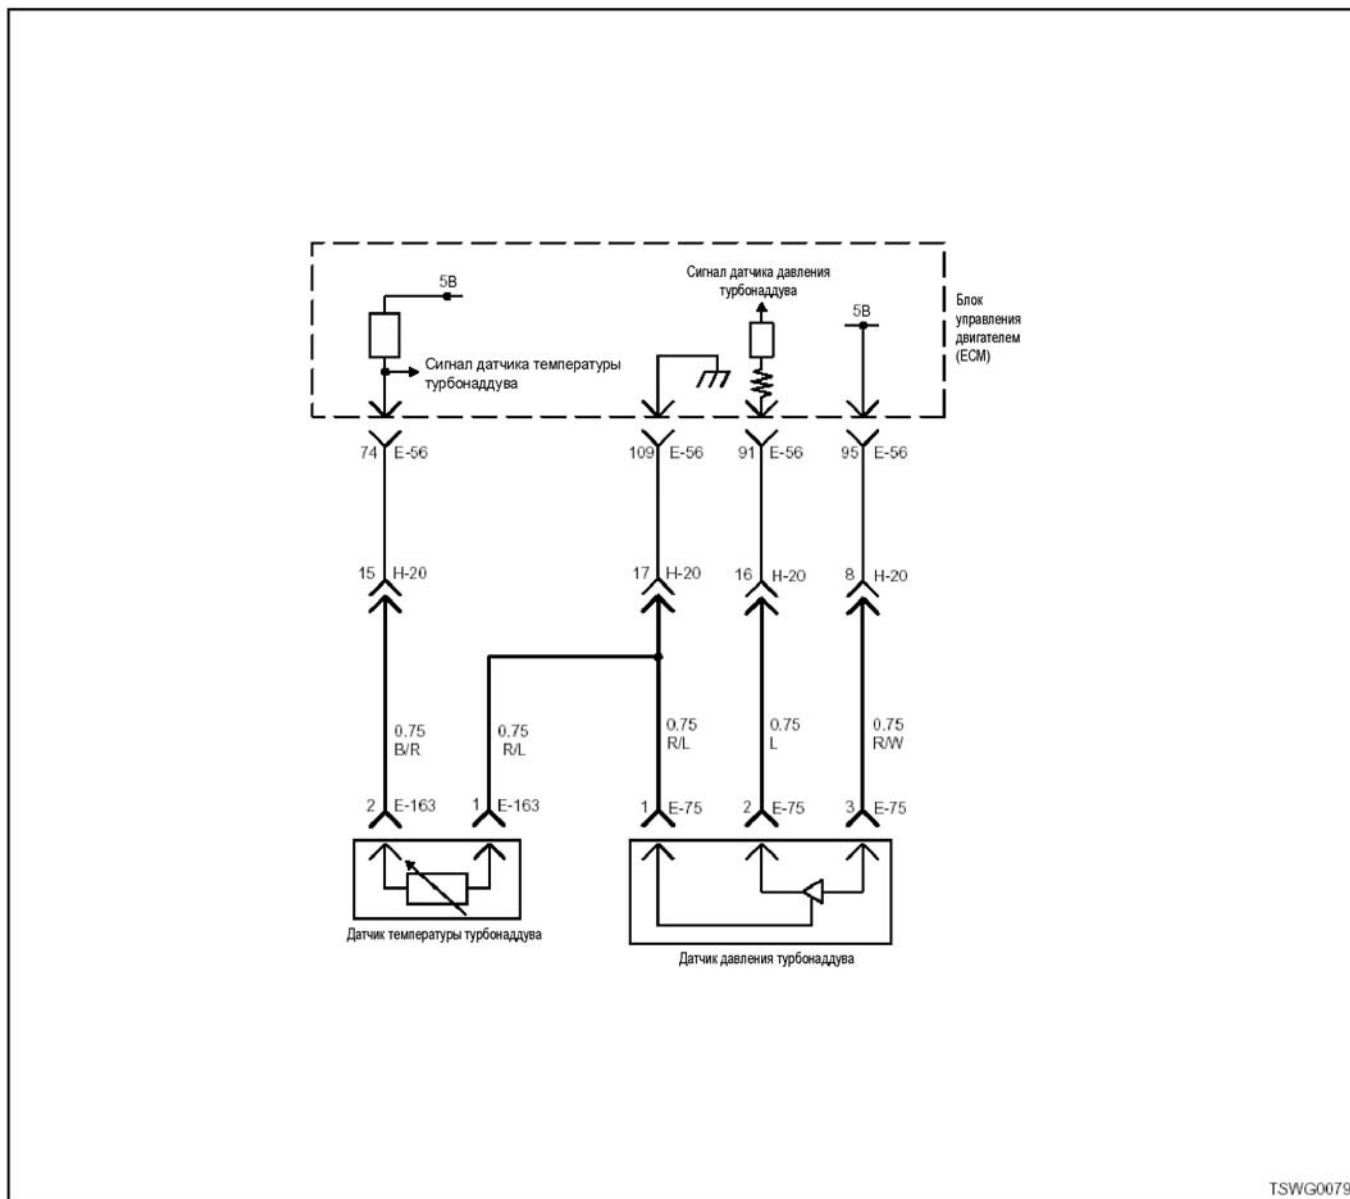 5В
Сигнал датчика температуры
турбонаддува
Сигнал датчика давления
турбонаддува
5В
Блок
управления
двигателем
(ECM)
74 E-56
109 E-56
91 E-56
95 E-56
15 H-20
17 H-20
16 H-20
8 H-20
0.75
B/R
0.75
R/L
0.75
R/L
0.75
L
0.75
R/W
2 E-163
1 E-163
1 E-75
2 E-75
3 E-75
Датчик температуры турбонаддува
Датчик давления турбонаддува
TSWG0079